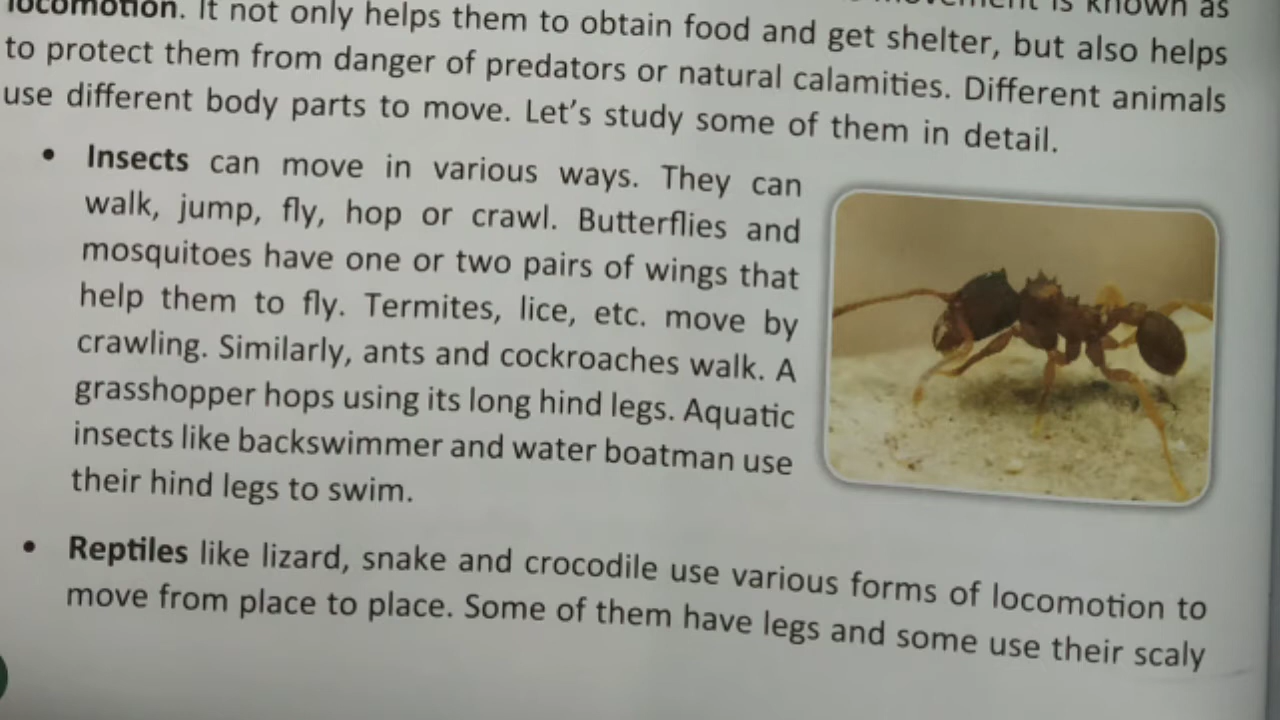 movement is known as
locomotion. It not only helps them to obtain food and get shelter, but also helps
to protect them from danger of predators or natural calamities. Different animals
use different body parts to move. Let's study some of them in detail.
• Insects can move in various ways. They can
walk, jump, fly, hop or crawl. Butterflies and
mosquitoes have one or two pairs of wings that
help them to fly. Termites, lice, etc. move by
crawling. Similarly, ants and cockroaches walk. A
grasshopper hops using its long hind legs. Aquatic
insects like backswimmer and water boatman use
their hind legs to swim.
• Reptiles like lizard, snake and crocodile use various forms of locomotion to
move from place to place. Some of them have legs and some use their scaly